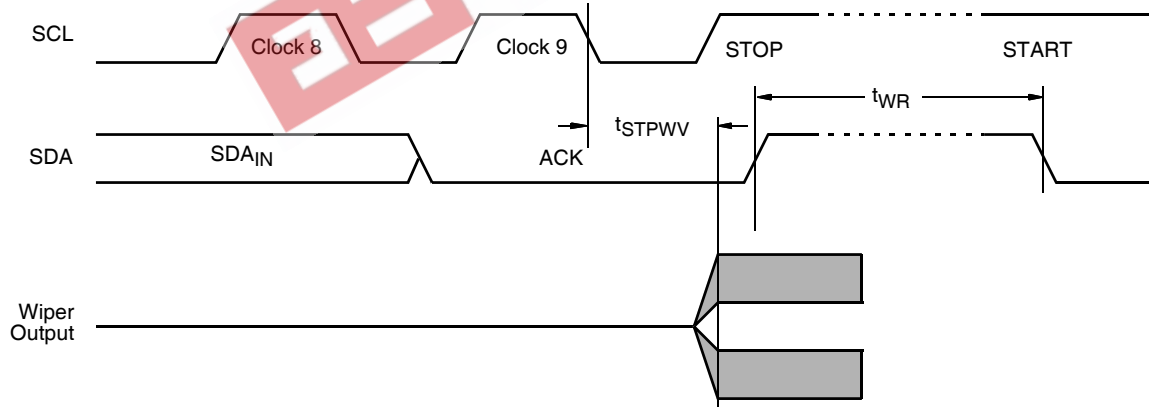 SCL
Clock 8
Clock 9
STOP
START
tWR
tSTPWV
SDA
SDAIN
ACK
Wiper
Output